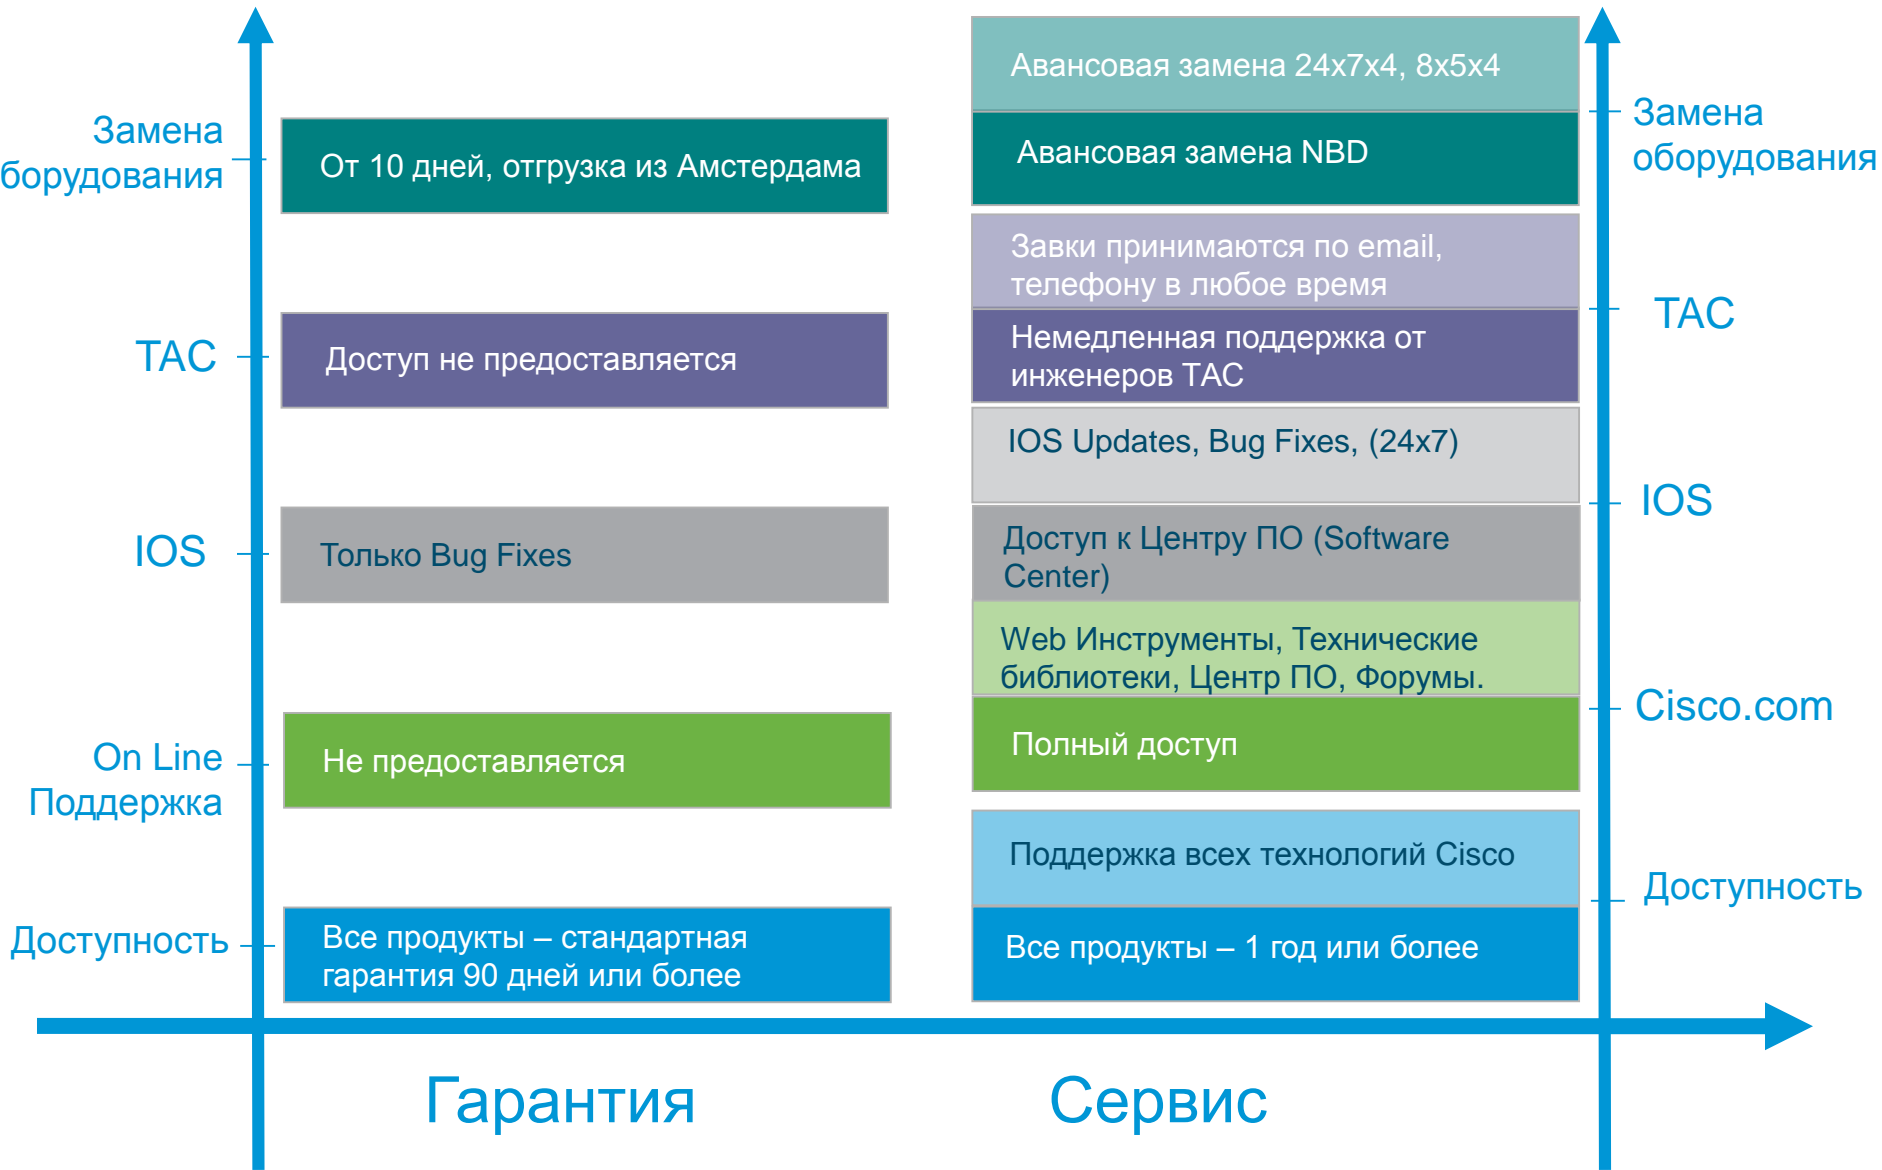 Замена
борудования
TAC
IOS
On Line
Поддержка
Доступность
От 10 дней, отгрузка из Амстердама
Доступ не предоставляется
Только Bug Fixes
Не предоставляется
Все продукты – стандартная
гарантия 90 дней или более
Авансовая замена 24x7x4, 8x5x4
Авансовая замена NBD
Завки принимаются по email,
телефону в любое время
Немедленная поддержка от
инженеров TAC
IOS Updates, Bug Fixes, (24x7)
Доступ к Центру ПО (Software
Center)
Web Инструменты, Технические
библиотеки, Центр ПО, Форумы.
Полный доступ
Поддержка всех технологий Cisco
Все продукты – 1 год или более
Замена
оборудования
TAC
IOS
Cisco.com
Доступность
Гарантия
Сервис